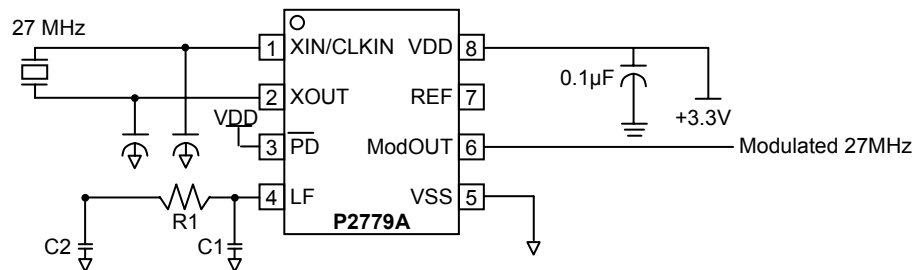 27 MHz
1 XIN/CLKIN VDD 8
0.1µF
2 XOUT REF 7
+3.3V
VDD
3 PD ModOUT 6 Modulated 27MHz
4 LF VSS 5
R1
P2779A
C2 C1